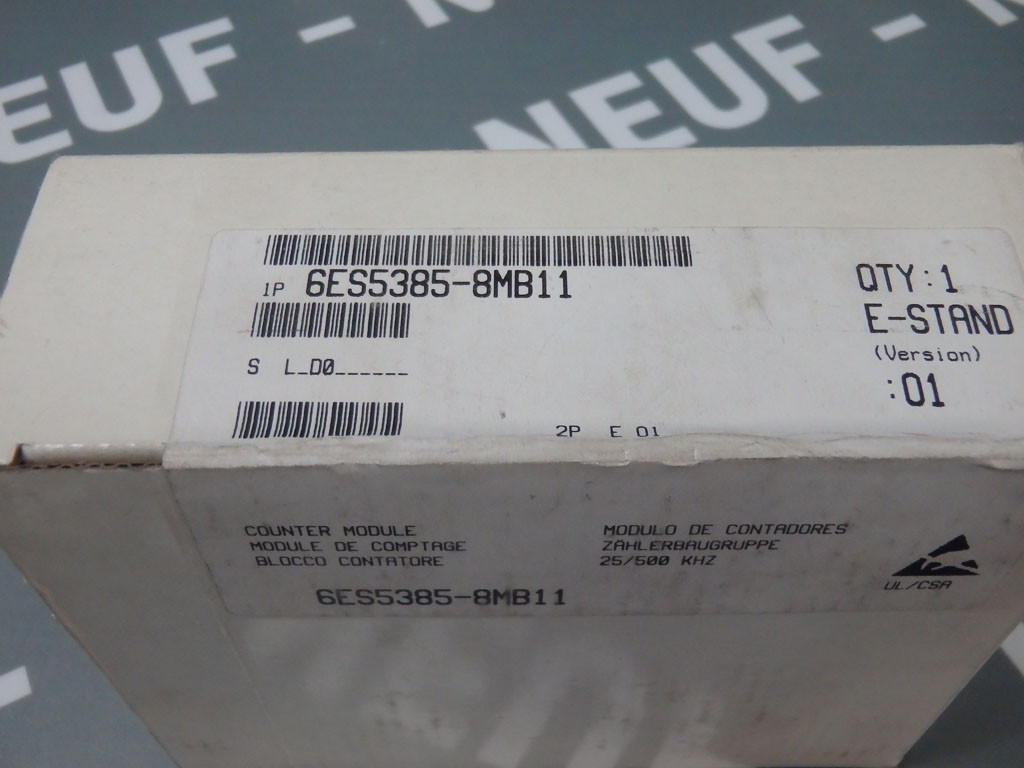 EUF - N
NEUF - N
1P 6ES5385-8MB11
QTY:1
E-STAND
(Version)
:01
S L_D0______
2P E 01
COUNTER MODULE
MODULE DE COMPTAGE
BLOCCO CONTATORE
MODULO DE CONTADORES
ZÄHLERBAUGRUPPE
25/500 KHZ
6ES5385-8MB11
UL/CSA